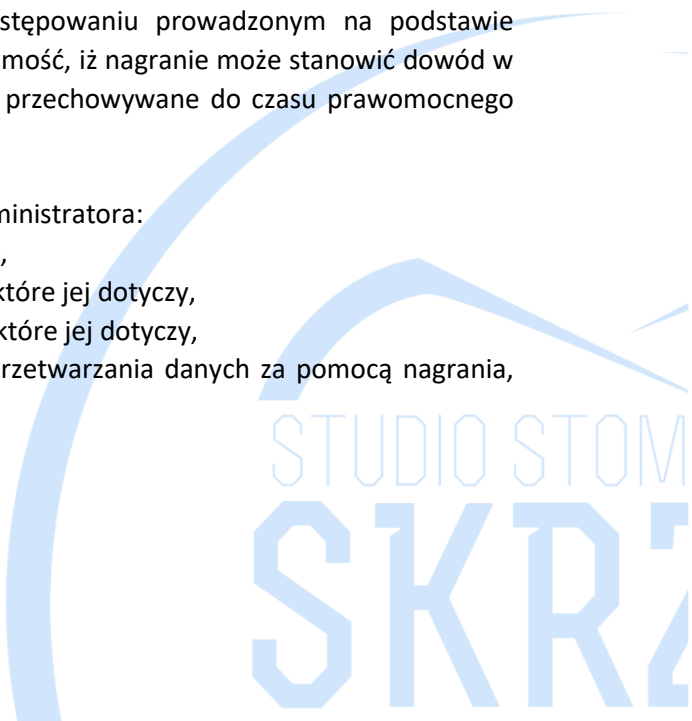 stępowaniu prowadzonym na podstawie
mość, iż nagranie może stanowić dowód w
przechowywane do czasu prawomocnego
ministratora:
,
które jej dotyczy,
które jej dotyczy,
rzetwarzania danych za pomocą nagrania,
STUDIO STOM
SKRZ